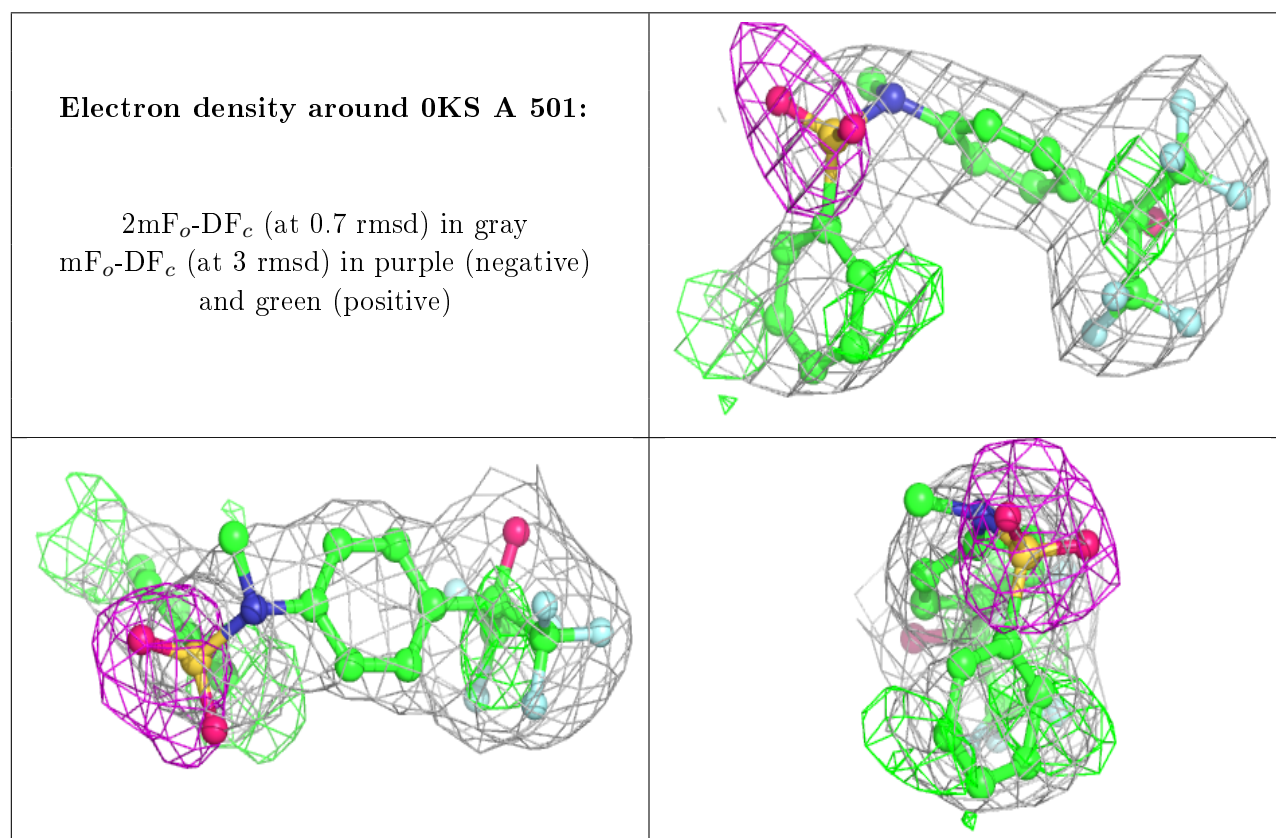 Electron density around 0KS A 501:
2mFₒ-DF𝒸 (at 0.7 rmsd) in gray
mFₒ-DF𝒸 (at 3 rmsd) in purple (negative)
and green (positive)